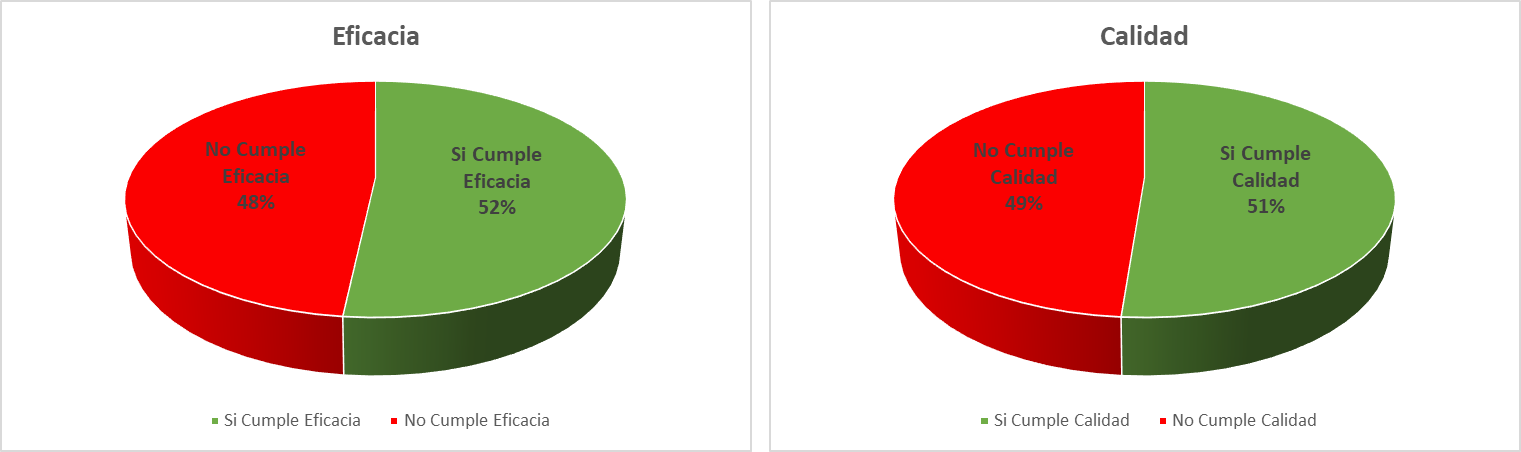 Eficacia
No Cumple
Eficacia
48%
Si Cumple
Eficacia
52%
Si Cumple Eficacia
No Cumple Eficacia
Calidad
No Cumple
Calidad
49%
Si Cumple
Calidad
51%
Si Cumple Calidad
No Cumple Calidad